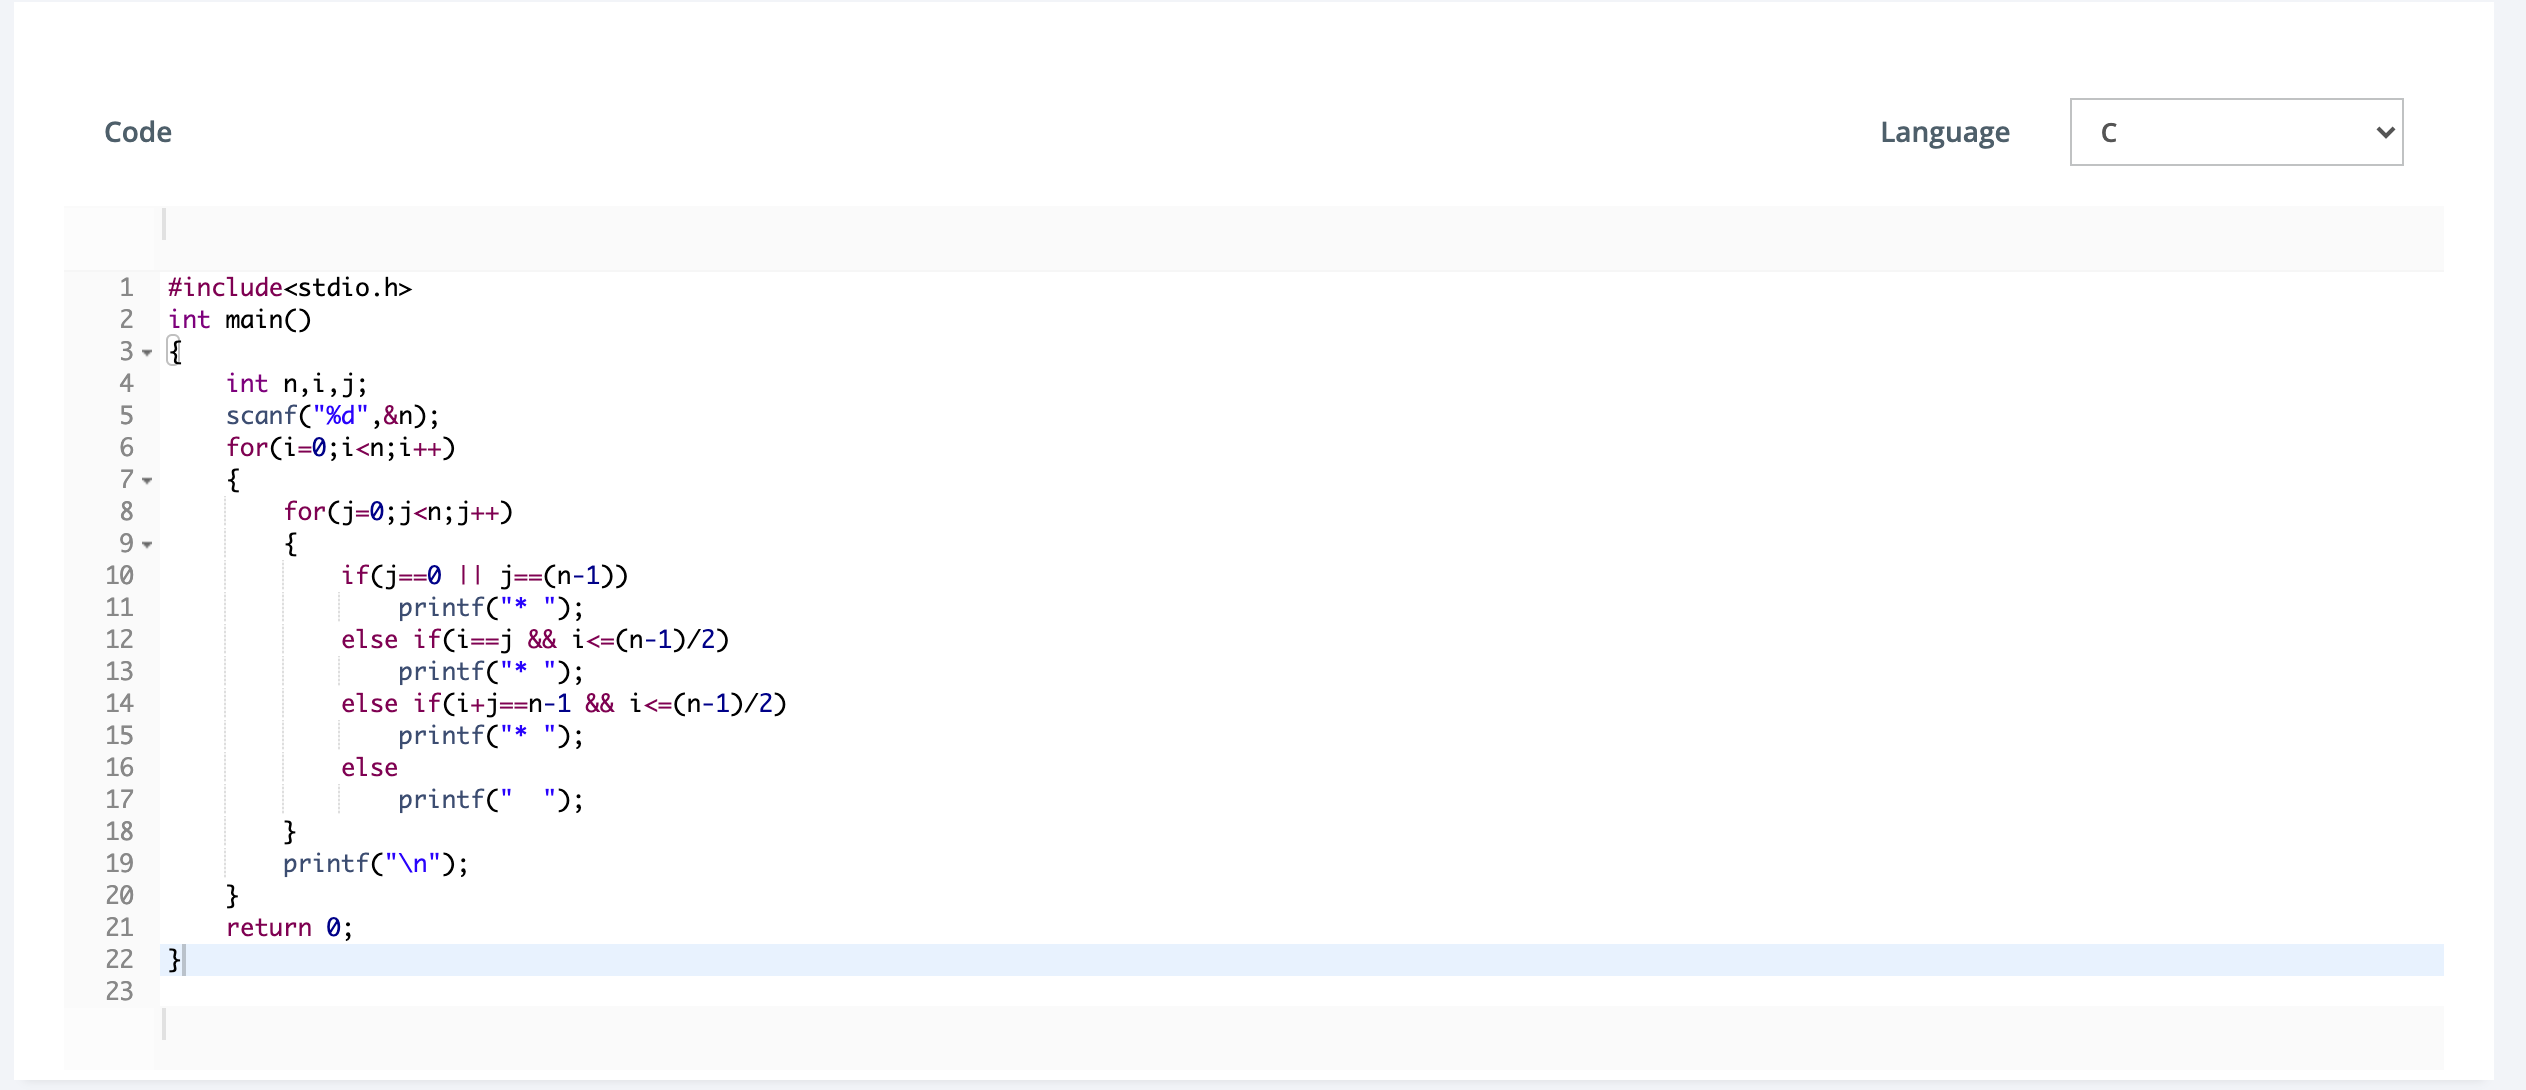 Code
Language
C
1 #include<stdio.h>
2 int main()
3 {
4     int n,i,j;
5     scanf("%d",&n);
6     for(i=0;i<n;i++)
7     {
8         for(j=0;j<n;j++)
9         {
10             if(j==0 || j==(n-1))
11                 printf("* ");
12             else if(i==j && i<=(n-1)/2)
13                 printf("* ");
14             else if(i+j==n-1 && i<=(n-1)/2)
15                 printf("* ");
16             else
17                 printf("  ");
18         }
19         printf("\n");
20     }
21     return 0;
22 }
23